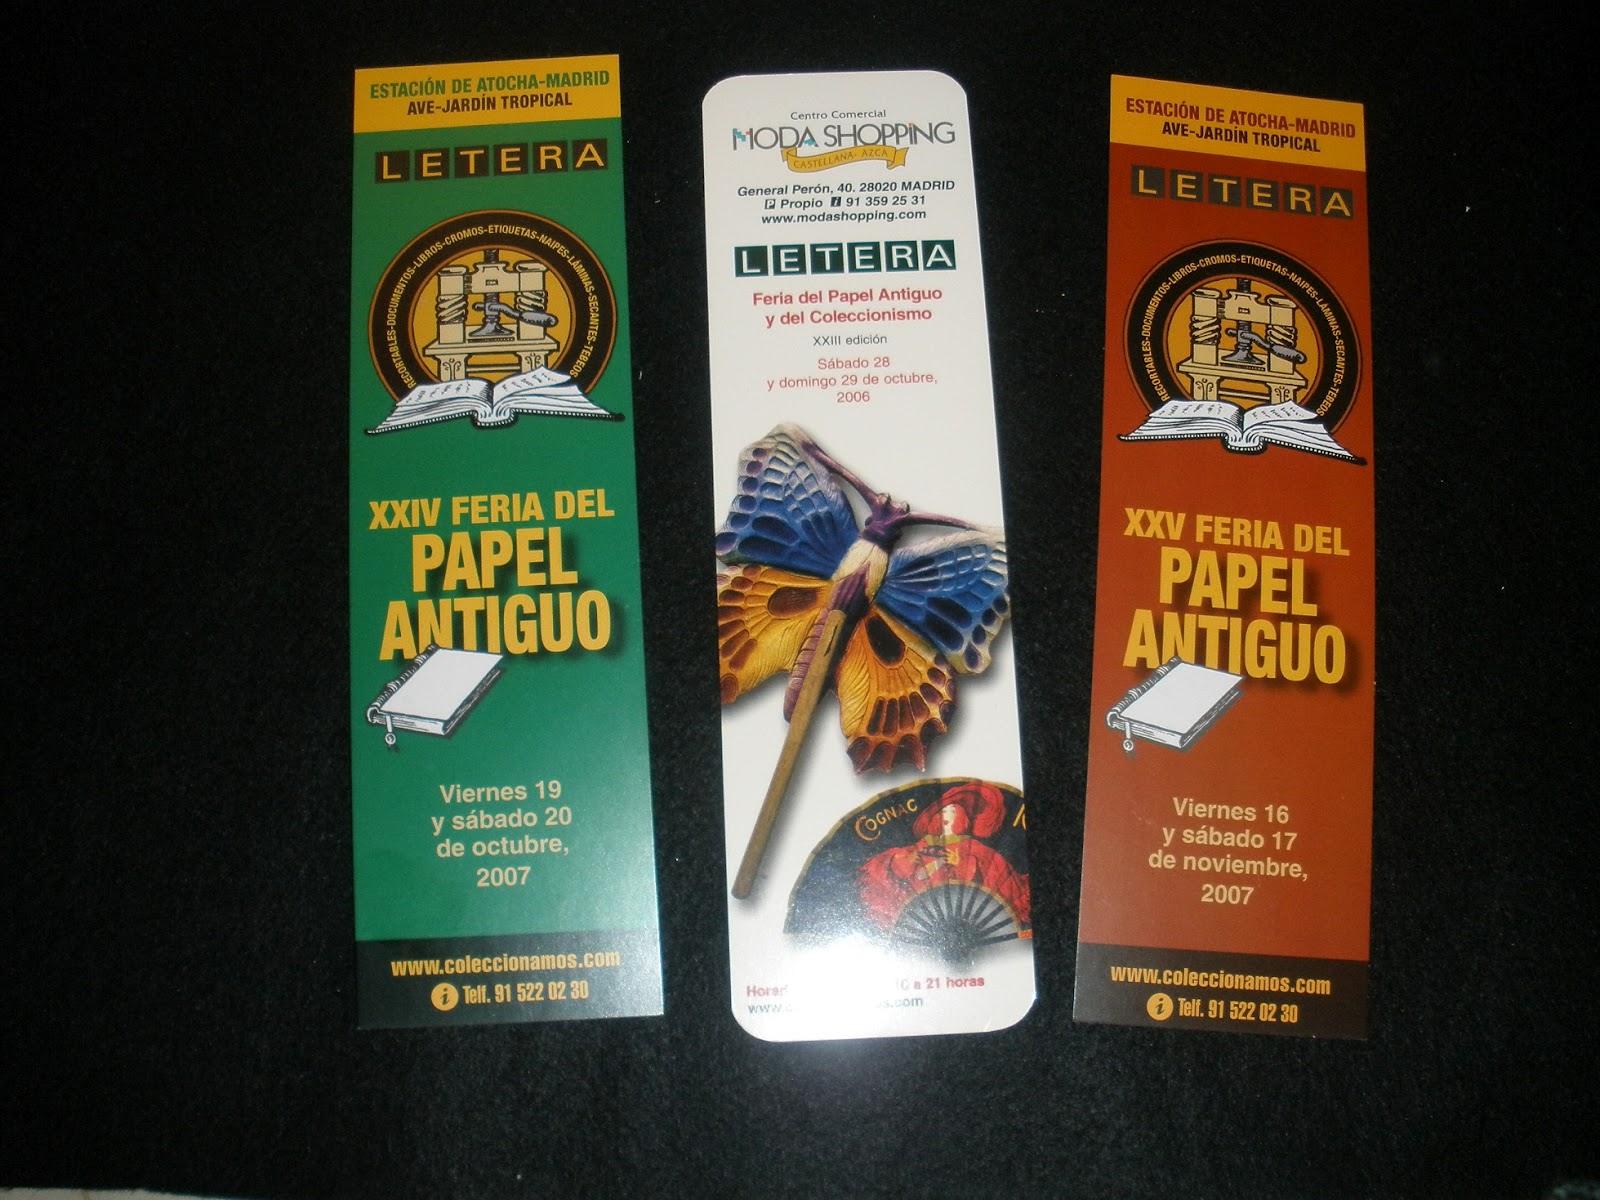 ESTACIÓN DE ATOCHA-MADRID
AVE-JARDÍN TROPICAL
LETERA
RECORTABLES-DOCUMENTOS-LIBROS-CROMOS-ETIQUETAS-NAIPES-LÁMINAS-SECANTES-TEBEOS
XXIV FERIA DEL
PAPEL
ANTIGUO
Viernes 19
y sábado 20
de octubre,
2007
www.coleccionamos.com
i Telf. 91 522 02 30
Centro Comercial
MODA SHOPPING
CASTELLANA - AZCA
General Perón, 40. 28020 MADRID
P Propio i 91 359 25 31
www.modashopping.com
LETERA
Feria del Papel Antiguo
y del Coleccionismo
XXIII edición
Sábado 28
y domingo 29 de octubre,
2006
COGNAC
a 21 horas
ESTACIÓN DE ATOCHA-MADRID
AVE-JARDÍN TROPICAL
LETERA
RECORTABLES-DOCUMENTOS-LIBROS-CROMOS-ETIQUETAS-NAIPES-LÁMINAS-SECANTES-TEBEOS
XXV FERIA DEL
PAPEL
ANTIGUO
Viernes 16
y sábado 17
de noviembre,
2007
www.coleccionamos.com
i Telf. 91 522 02 30